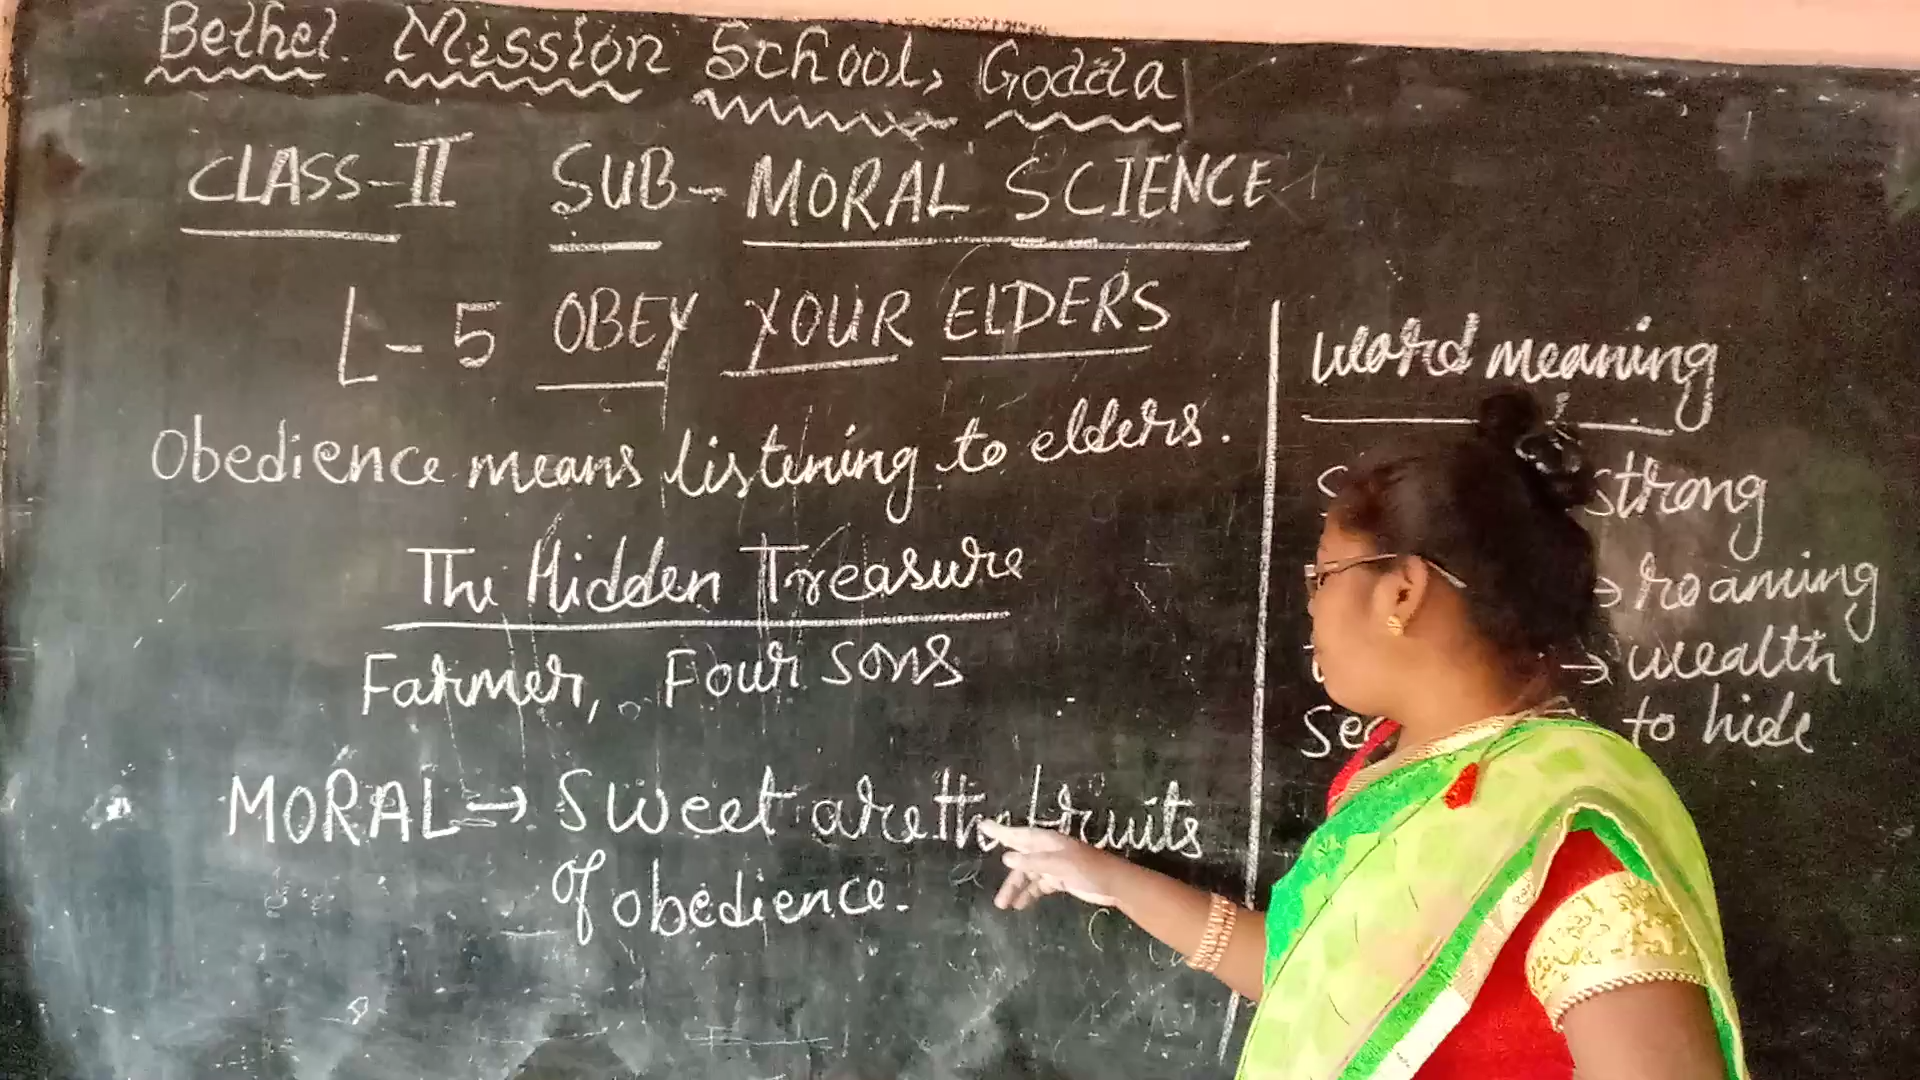 Bethel Mission School, Godda
CLASS-II SUB-MORAL SCIENCE
L-5 OBEY YOUR ELDERS
Obedience means listening to elders.
The Hidden Treasure
Farmer, Four sons
MORAL → Sweet are the fruits
of obedience.
word meaning
strong
→ roaming
→ wealth
to hide